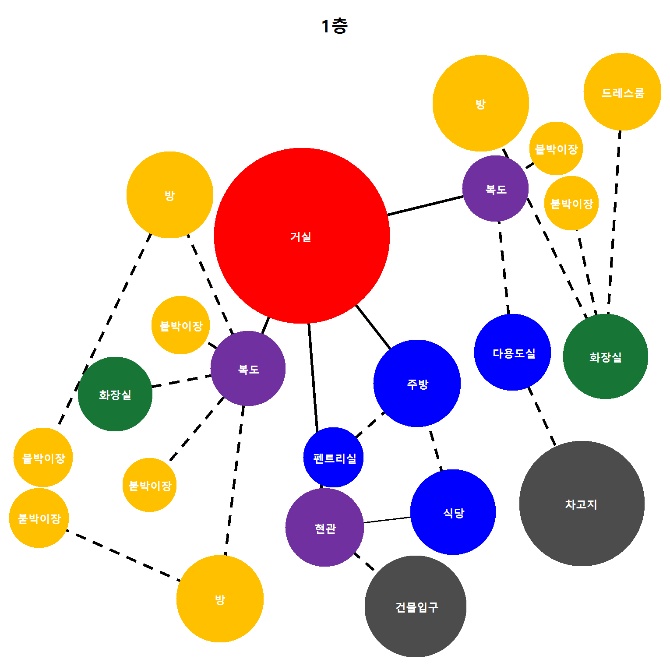 1층
방
드레스룸
붙박이장
복도
방
붙박이장
거실
붙박이장
다용도실
화장실
복도
주방
화장실
붙박이장
펜트리실
붙박이장
차고지
식당
붙박이장
현관
방
건물입구